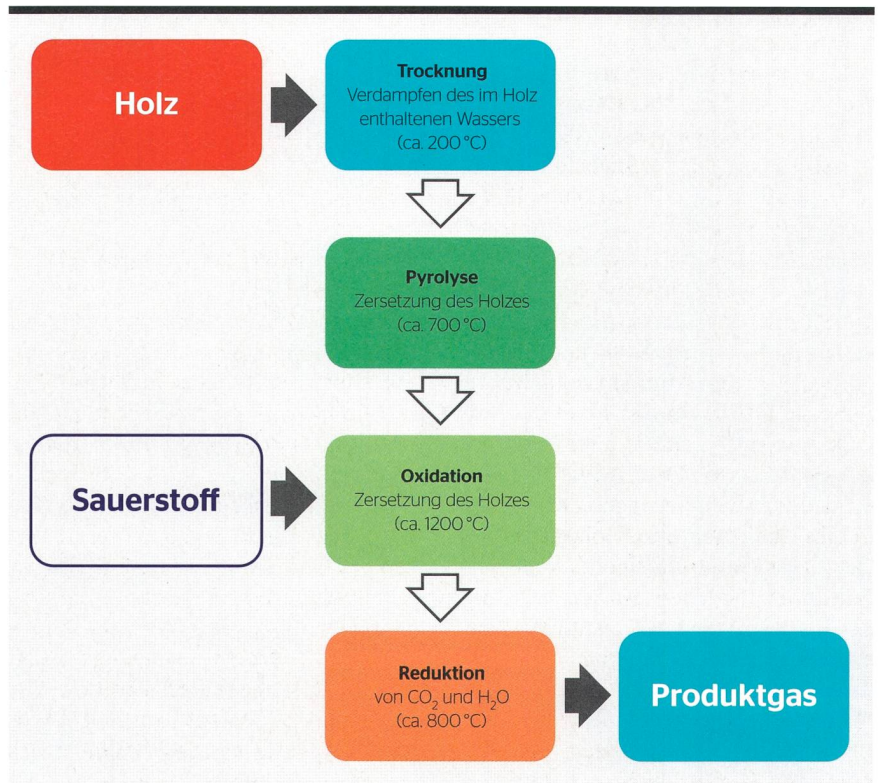 Holz
Trocknung
Verdampfen des im Holz
enthaltenen Wassers
(ca. 200 °C)
Pyrolyse
Zersetzung des Holzes
(ca. 700 °C)
Sauerstoff
Oxidation
Zersetzung des Holzes
(ca. 1200 °C)
Reduktion
von CO₂ und H₂O
(ca. 800 °C)
Produktgas